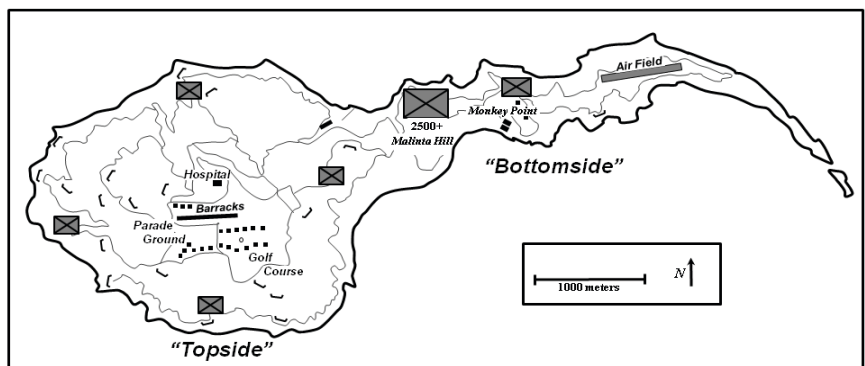 Air Field
Monkey Point
2500+
Malinta Hill
"Bottomside"
Hospital
Barracks
Parade
Ground
Golf
Course
1000 meters
N
"Topside"